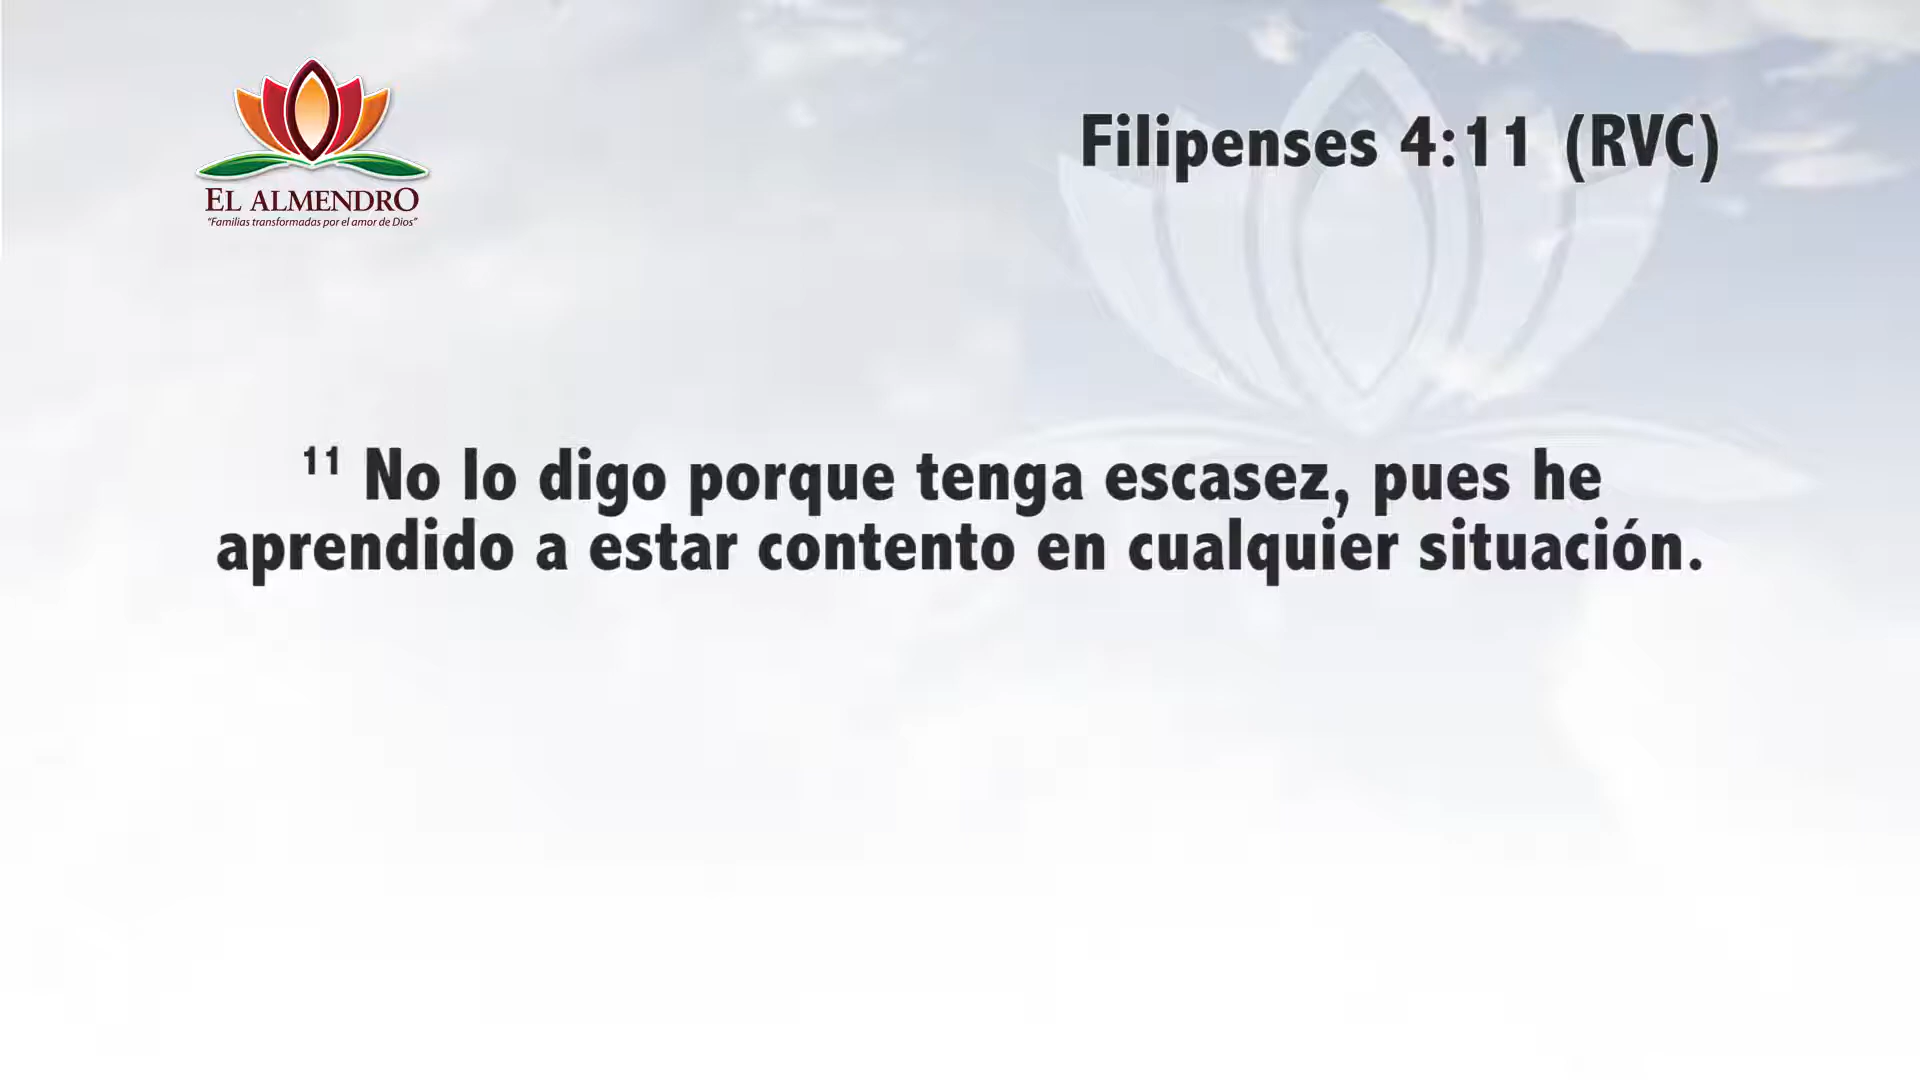 EL ALMENDRO
"Familias transformadas por el amor de Dios"
Filipenses 4:11 (RVC)
11 No lo digo porque tenga escasez, pues he
aprendido a estar contento en cualquier situación.